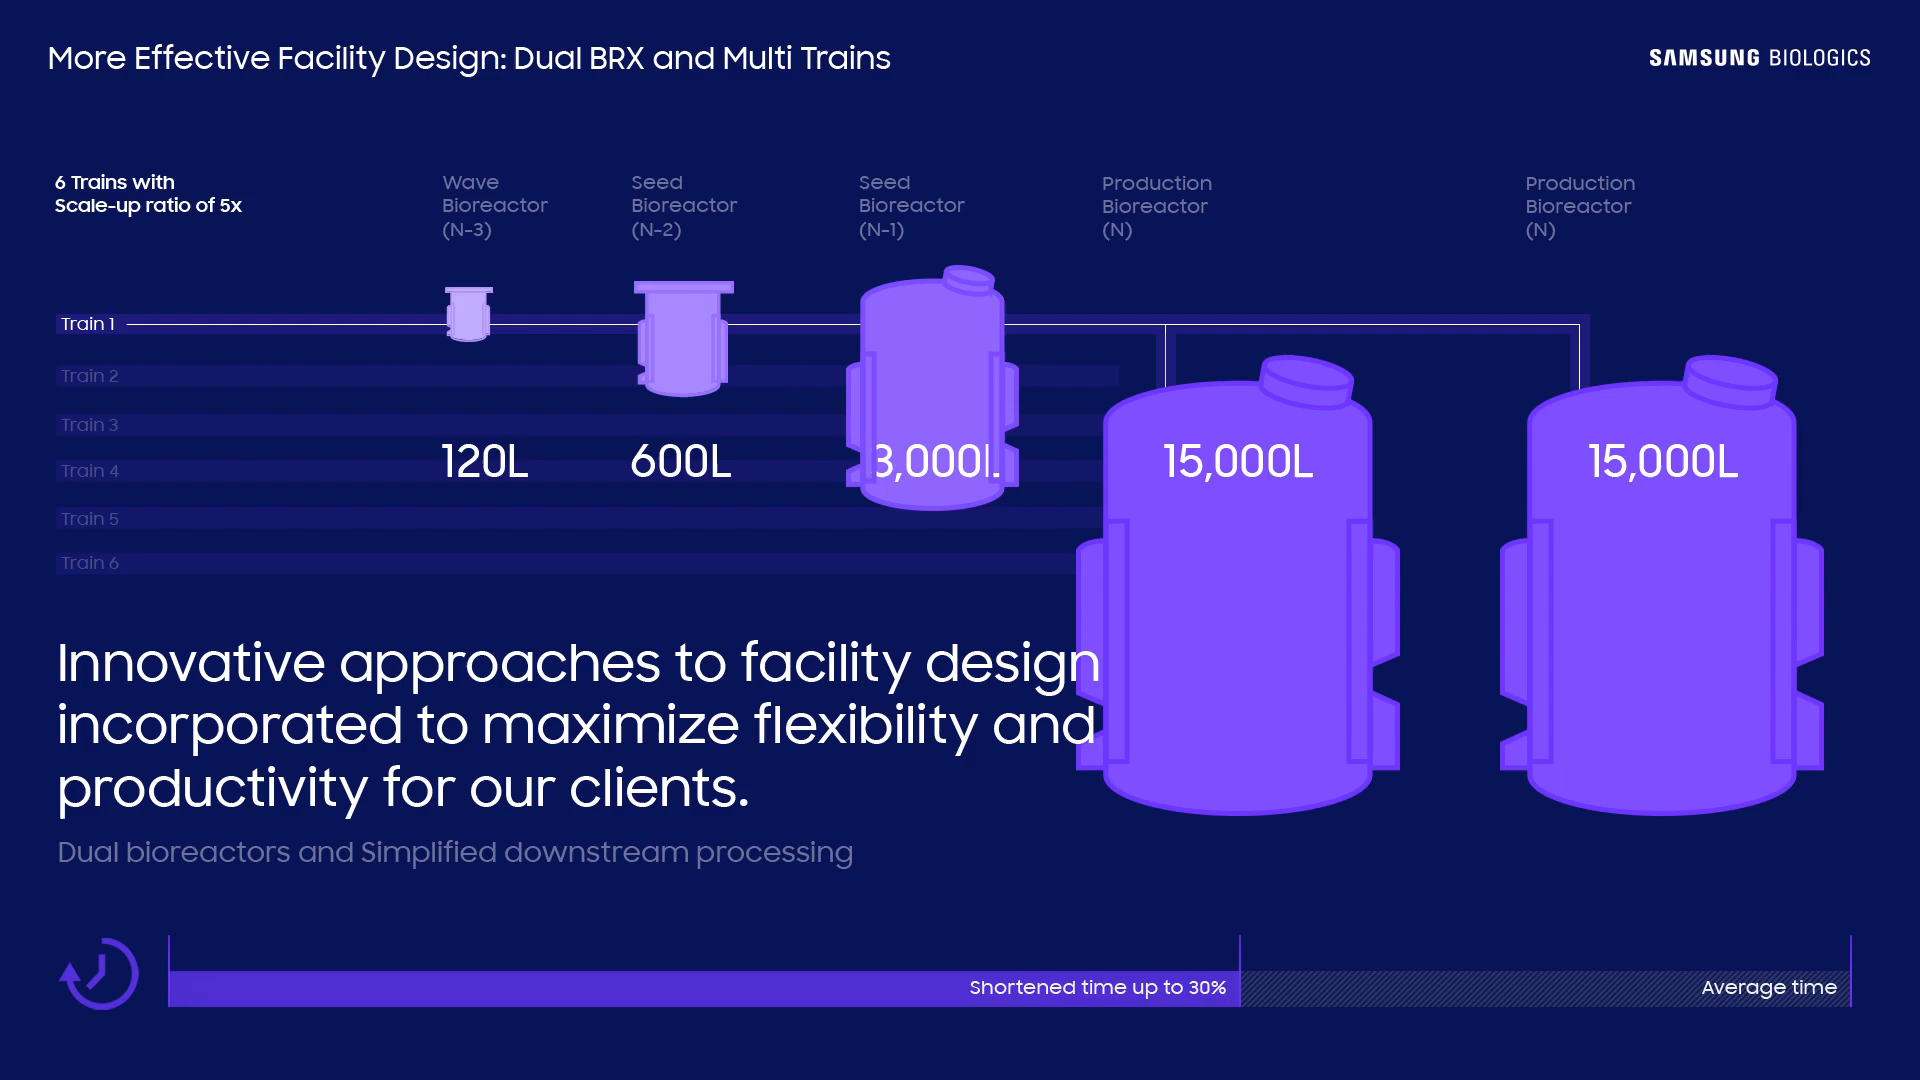 More Effective Facility Design: Dual BRX and Multi Trains
SAMSUNG BIOLOGICS
6 Trains with
Scale-up ratio of 5x
Wave
Bioreactor
(N-3)
Seed
Bioreactor
(N-2)
Seed
Bioreactor
(N-1)
Production
Bioreactor
(N)
Production
Bioreactor
(N)
Train 1
Train 2
Train 3
Train 4
Train 5
Train 6
120L
600L
3,000L
15,000L
15,000L
Innovative approaches to facility design
incorporated to maximize flexibility and
productivity for our clients.
Dual bioreactors and Simplified downstream processing
Shortened time up to 30%
Average time